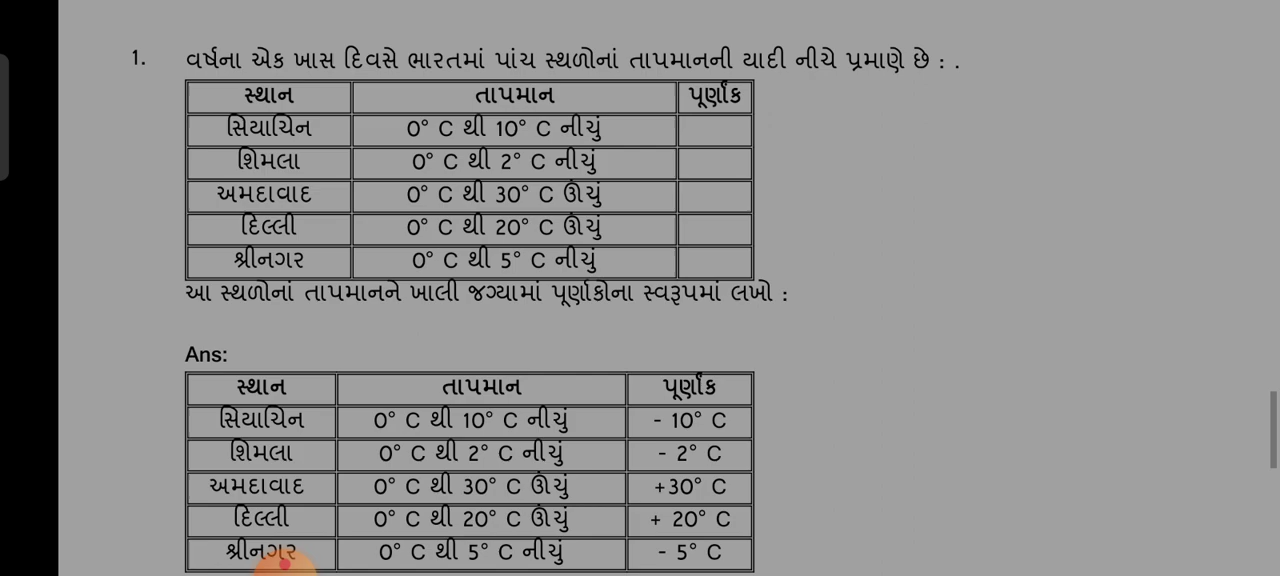 1. વર્ષના એક ખાસ દિવસે ભારતમાં પાંચ સ્થળોનાં તાપમાનની યાદી નીચે પ્રમાણે છે : .
સ્થાન તાપમાન પૂર્ણાંક
સિયાચિન 0° C થી 10° C નીચું
શિમલા 0° C થી 2° C નીચું
અમદાવાદ 0° C થી 30° C ઊંચું
દિલ્લી 0° C થી 20° C ઊંચું
શ્રીનગર 0° C થી 5° C નીચું
આ સ્થળોનાં તાપમાનને ખાલી જગ્યામાં પૂર્ણાંકોના સ્વરૂપમાં લખો :
Ans:
સ્થાન તાપમાન પૂર્ણાંક
સિયાચિન 0° C થી 10° C નીચું - 10° C
શિમલા 0° C થી 2° C નીચું - 2° C
અમદાવાદ 0° C થી 30° C ઊંચું +30° C
દિલ્લી 0° C થી 20° C ઊંચું + 20° C
શ્રીનગર 0° C થી 5° C નીચું - 5° C